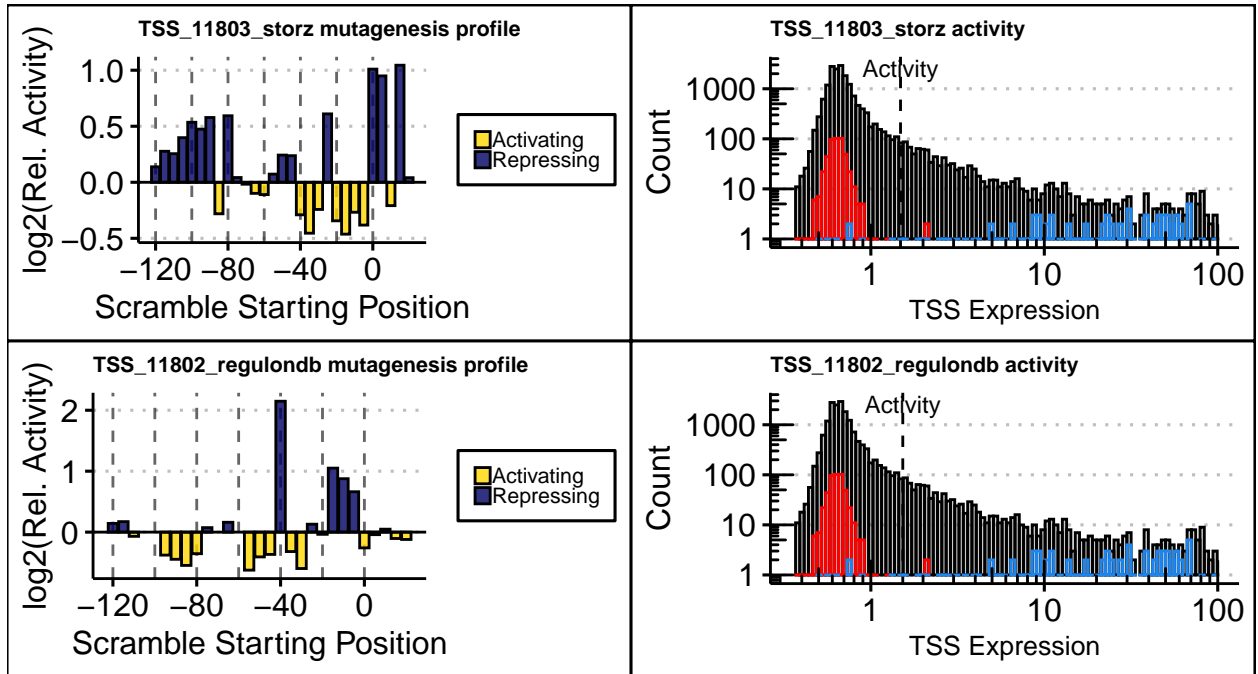 TSS_11803_storz mutagenesis profile
log2(Rel. Activity)
1.0
0.5
0.0
−0.5
−120 −80 −40 0
Scramble Starting Position
Activating
Repressing
TSS_11803_storz activity
Activity
Count
1000
100
10
1
1 10 100
TSS Expression
TSS_11802_regulondb mutagenesis profile
log2(Rel. Activity)
2
1
0
−120 −80 −40 0
Scramble Starting Position
Activating
Repressing
TSS_11802_regulondb activity
Activity
Count
1000
100
10
1
1 10 100
TSS Expression